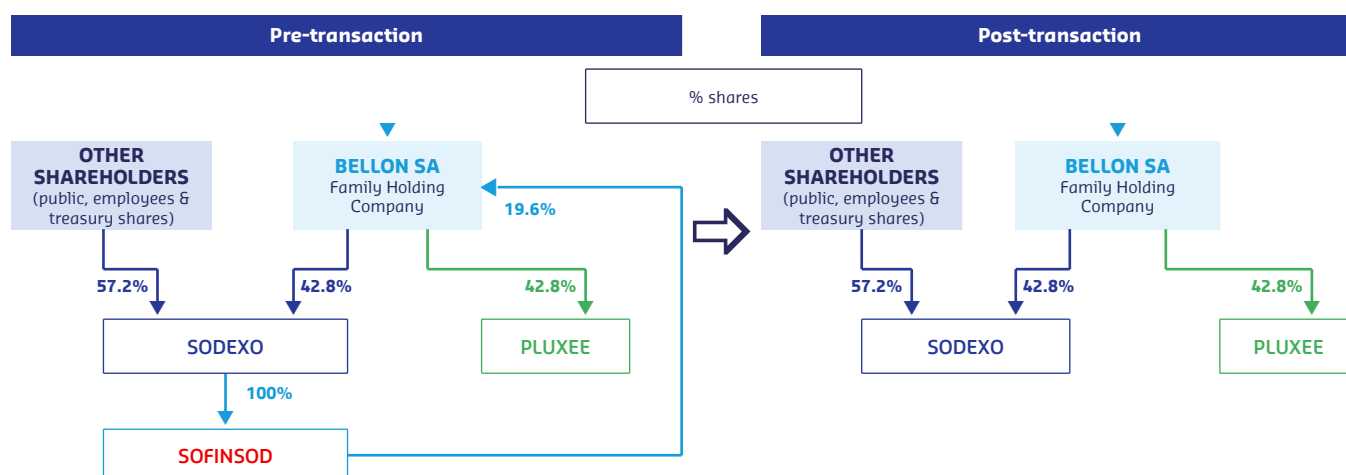 Pre-transaction
Post-transaction
% shares
OTHER
SHAREHOLDERS
(public, employees &
treasury shares)
BELLON SA
Family Holding
Company
19.6%
57.2%
42.8%
42.8%
SODEXO
PLUXEE
100%
SOFINSOD
OTHER
SHAREHOLDERS
(public, employees &
treasury shares)
BELLON SA
Family Holding
Company
57.2%
42.8%
42.8%
SODEXO
PLUXEE